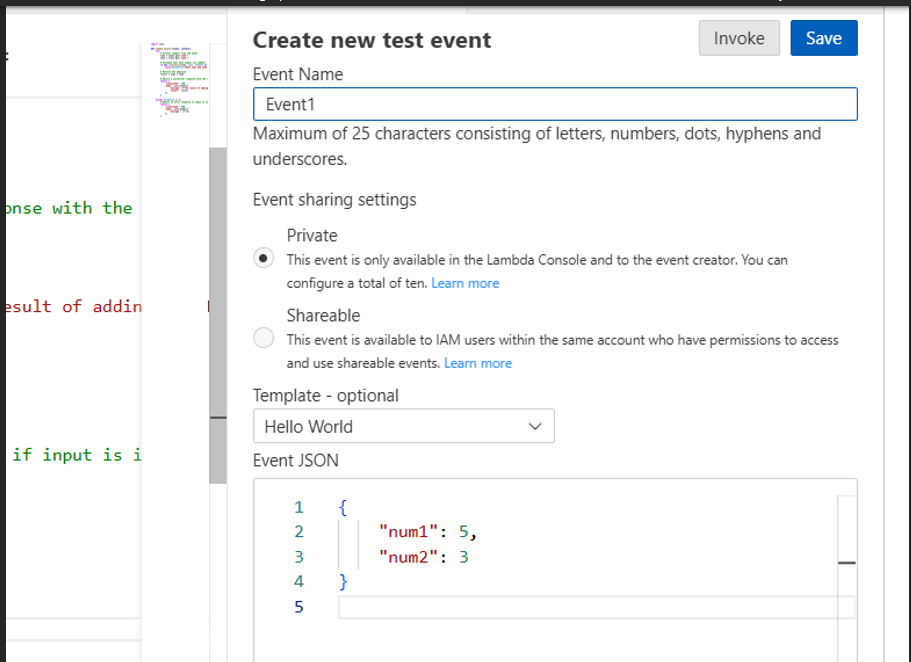 Create new test event
Invoke
Save
Event Name
Event1
Maximum of 25 characters consisting of letters, numbers, dots, hyphens and
underscores.
Event sharing settings
Private
This event is only available in the Lambda Console and to the event creator. You can
configure a total of ten. Learn more
Shareable
This event is available to IAM users within the same account who have permissions to access
and use shareable events. Learn more
Template - optional
Hello World
Event JSON
1 {
2 "num1": 5,
3 "num2": 3
4 }
5
:
onse with the
esult of addin
if input is i